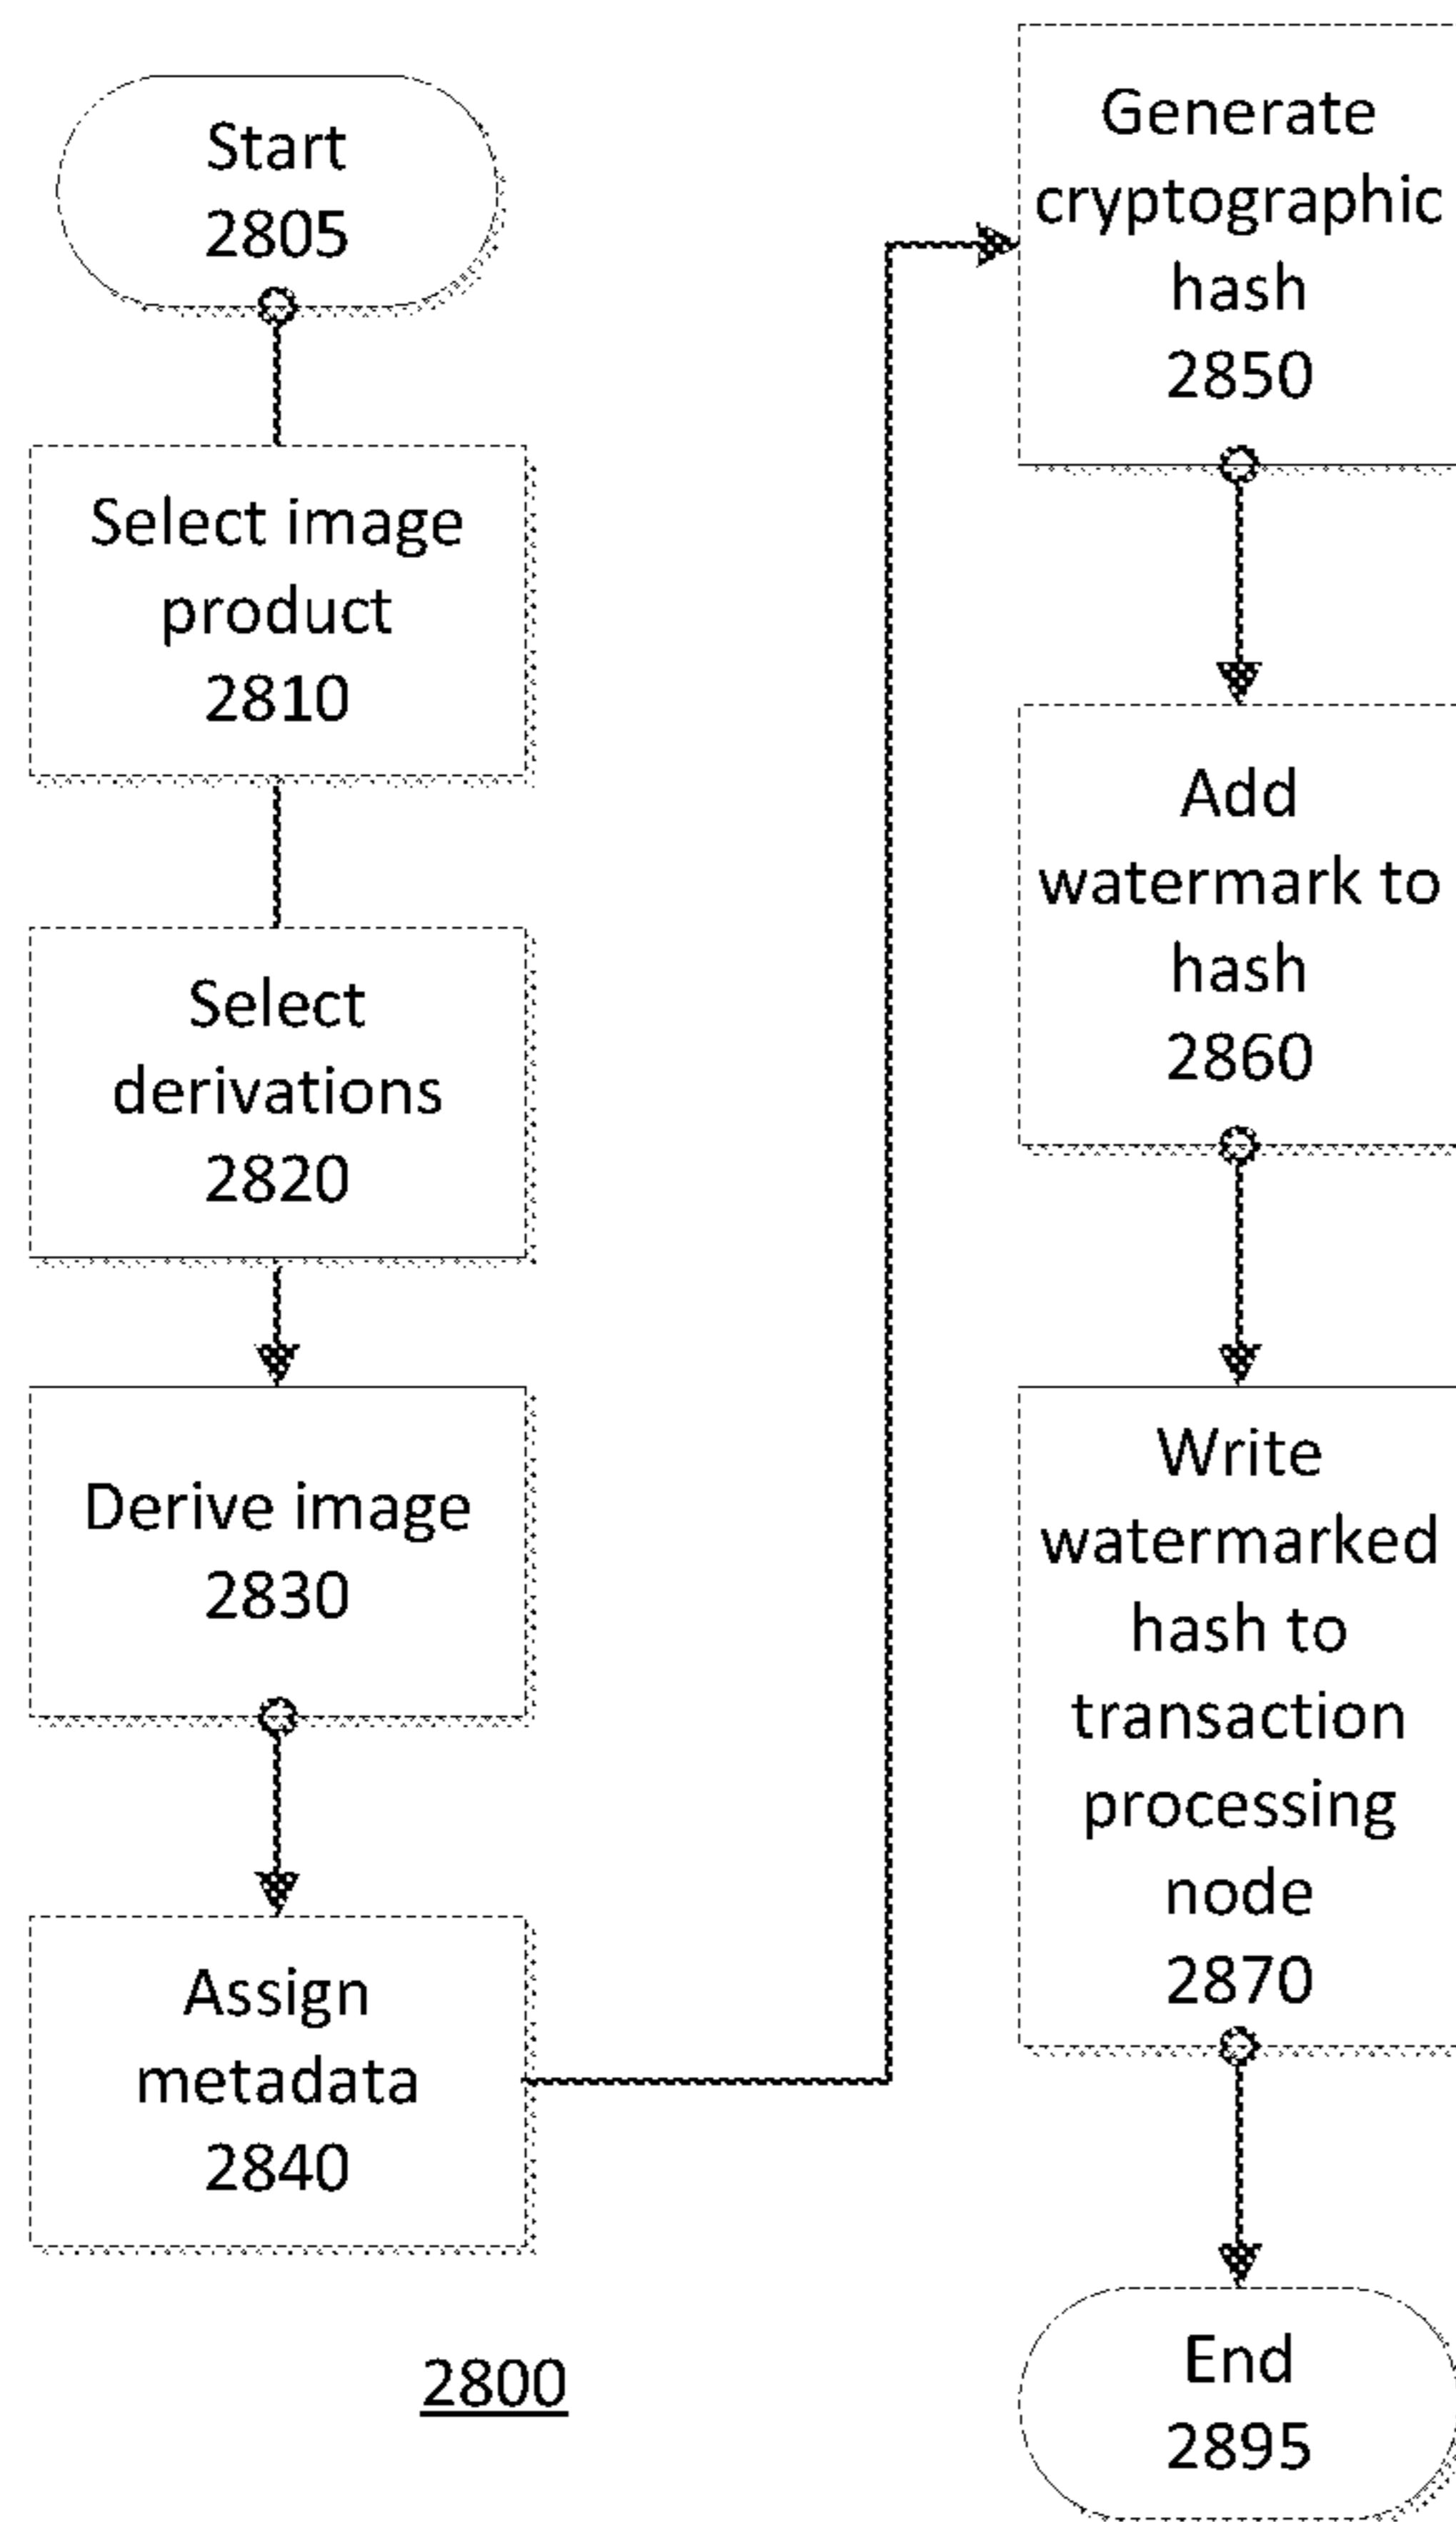 Start
2805
Select image
product
2810
Select
derivations
2820
Derive image
2830
Assign
metadata
2840
2800
Generate
cryptographic
hash
2850
Add
watermark to
hash
2860
Write
watermarked
hash to
transaction
processing
node
2870
End
2895